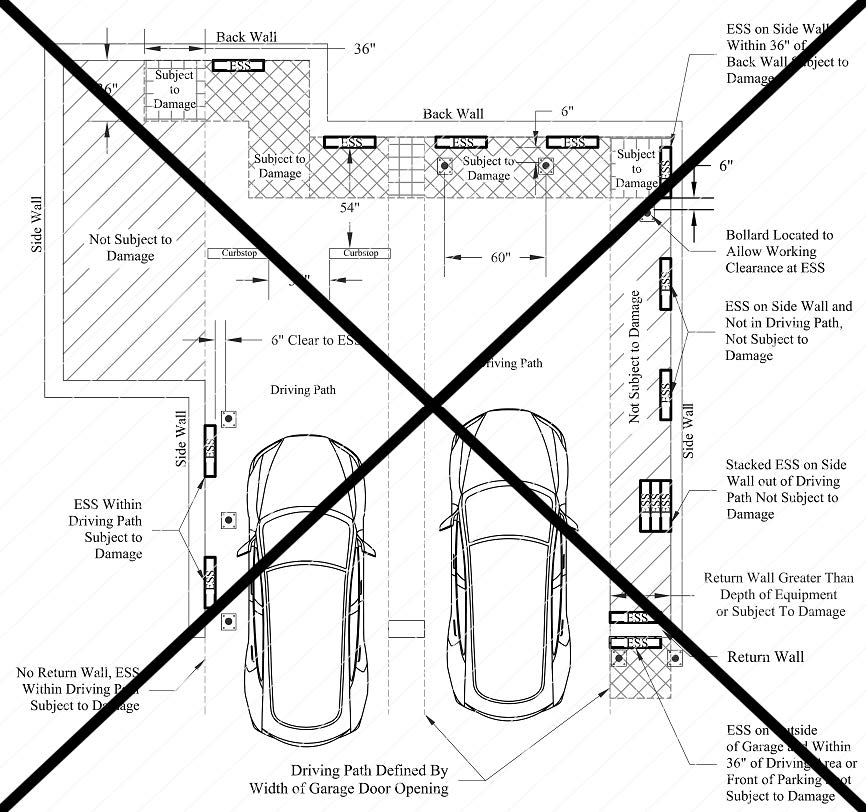 Back Wall
36"
ESS on Side Wall
Within 36" of
Back Wall Subject to
Damage
ESS
Subject
to
Damage
36"
Back Wall
6"
ESS
ESS
ESS
Subject to
Damage
Subject to
Damage
Subject
to
Damage
ESS
6"
54"
Side Wall
Not Subject to
Damage
Curbstop
Curbstop
60"
Bollard Located to
Allow Working
Clearance at ESS
ESS
Not Subject to Damage
ESS on Side Wall and
Not in Driving Path,
Not Subject to
Damage
6" Clear to ESS
Driving Path
Driving Path
ESS
Side Wall
Side Wall
ESS
ESS Within
Driving Path
Subject to
Damage
ESS
ESS
ESS
ESS
Stacked ESS on Side
Wall out of Driving
Path Not Subject to
Damage
ESS
Return Wall Greater Than
Depth of Equipment
or Subject To Damage
ESS
ESS
Return Wall
No Return Wall, ESS
Within Driving Path
Subject to Damage
ESS on Outside
of Garage and Within
36" of Driving Area or
Front of Parking Spot
Subject to Damage
Driving Path Defined By
Width of Garage Door Opening